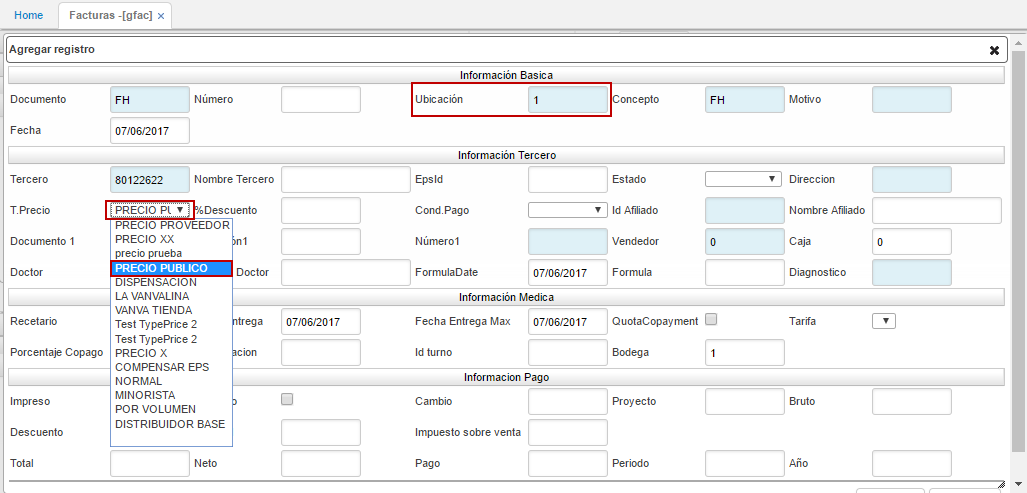 Home Facturas -[gfac] ×
Agregar registro ✖
Información Basica
Documento FH Número Ubicación 1 Concepto FH Motivo
Fecha 07/06/2017
Información Tercero
Tercero 80122622 Nombre Tercero EpsId Estado Direccion
T.Precio PRECIO PU %Descuento Cond.Pago Id Afiliado Nombre Afiliado
Documento 1 ión1 Número1 Vendedor 0 Caja 0
Doctor Doctor FormulaDate 07/06/2017 Formula Diagnostico
PRECIO PROVEEDOR
PRECIO XX
precio prueba
PRECIO PUBLICO
DISPENSACION
LA VANVALINA
VANVA TIENDA
Test TypePrice 2
Test TypePrice 2
PRECIO X
COMPENSAR EPS
NORMAL
MINORISTA
POR VOLUMEN
DISTRIBUIDOR BASE
Información Medica
Recetario ntrega 07/06/2017 Fecha Entrega Max 07/06/2017 QuotaCopayment Tarifa
Porcentaje Copago acion Id turno Bodega 1
Informacion Pago
Impreso o Cambio Proyecto Bruto
Descuento Impuesto sobre venta
Total Neto Pago Periodo Año